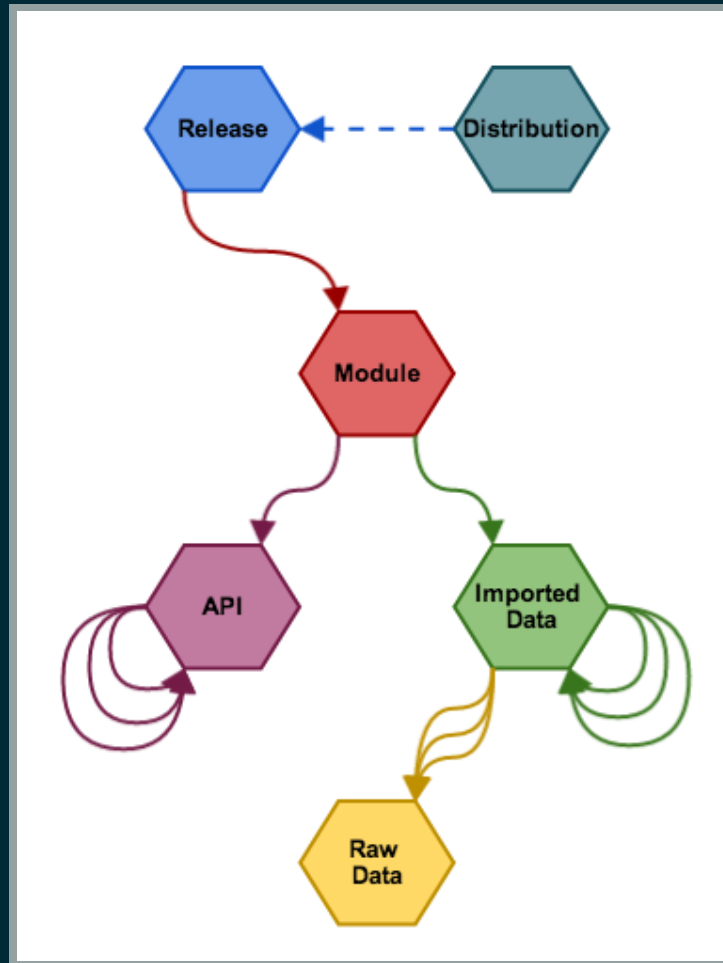 Release
Distribution
Module
API
Imported
Data
Raw
Data